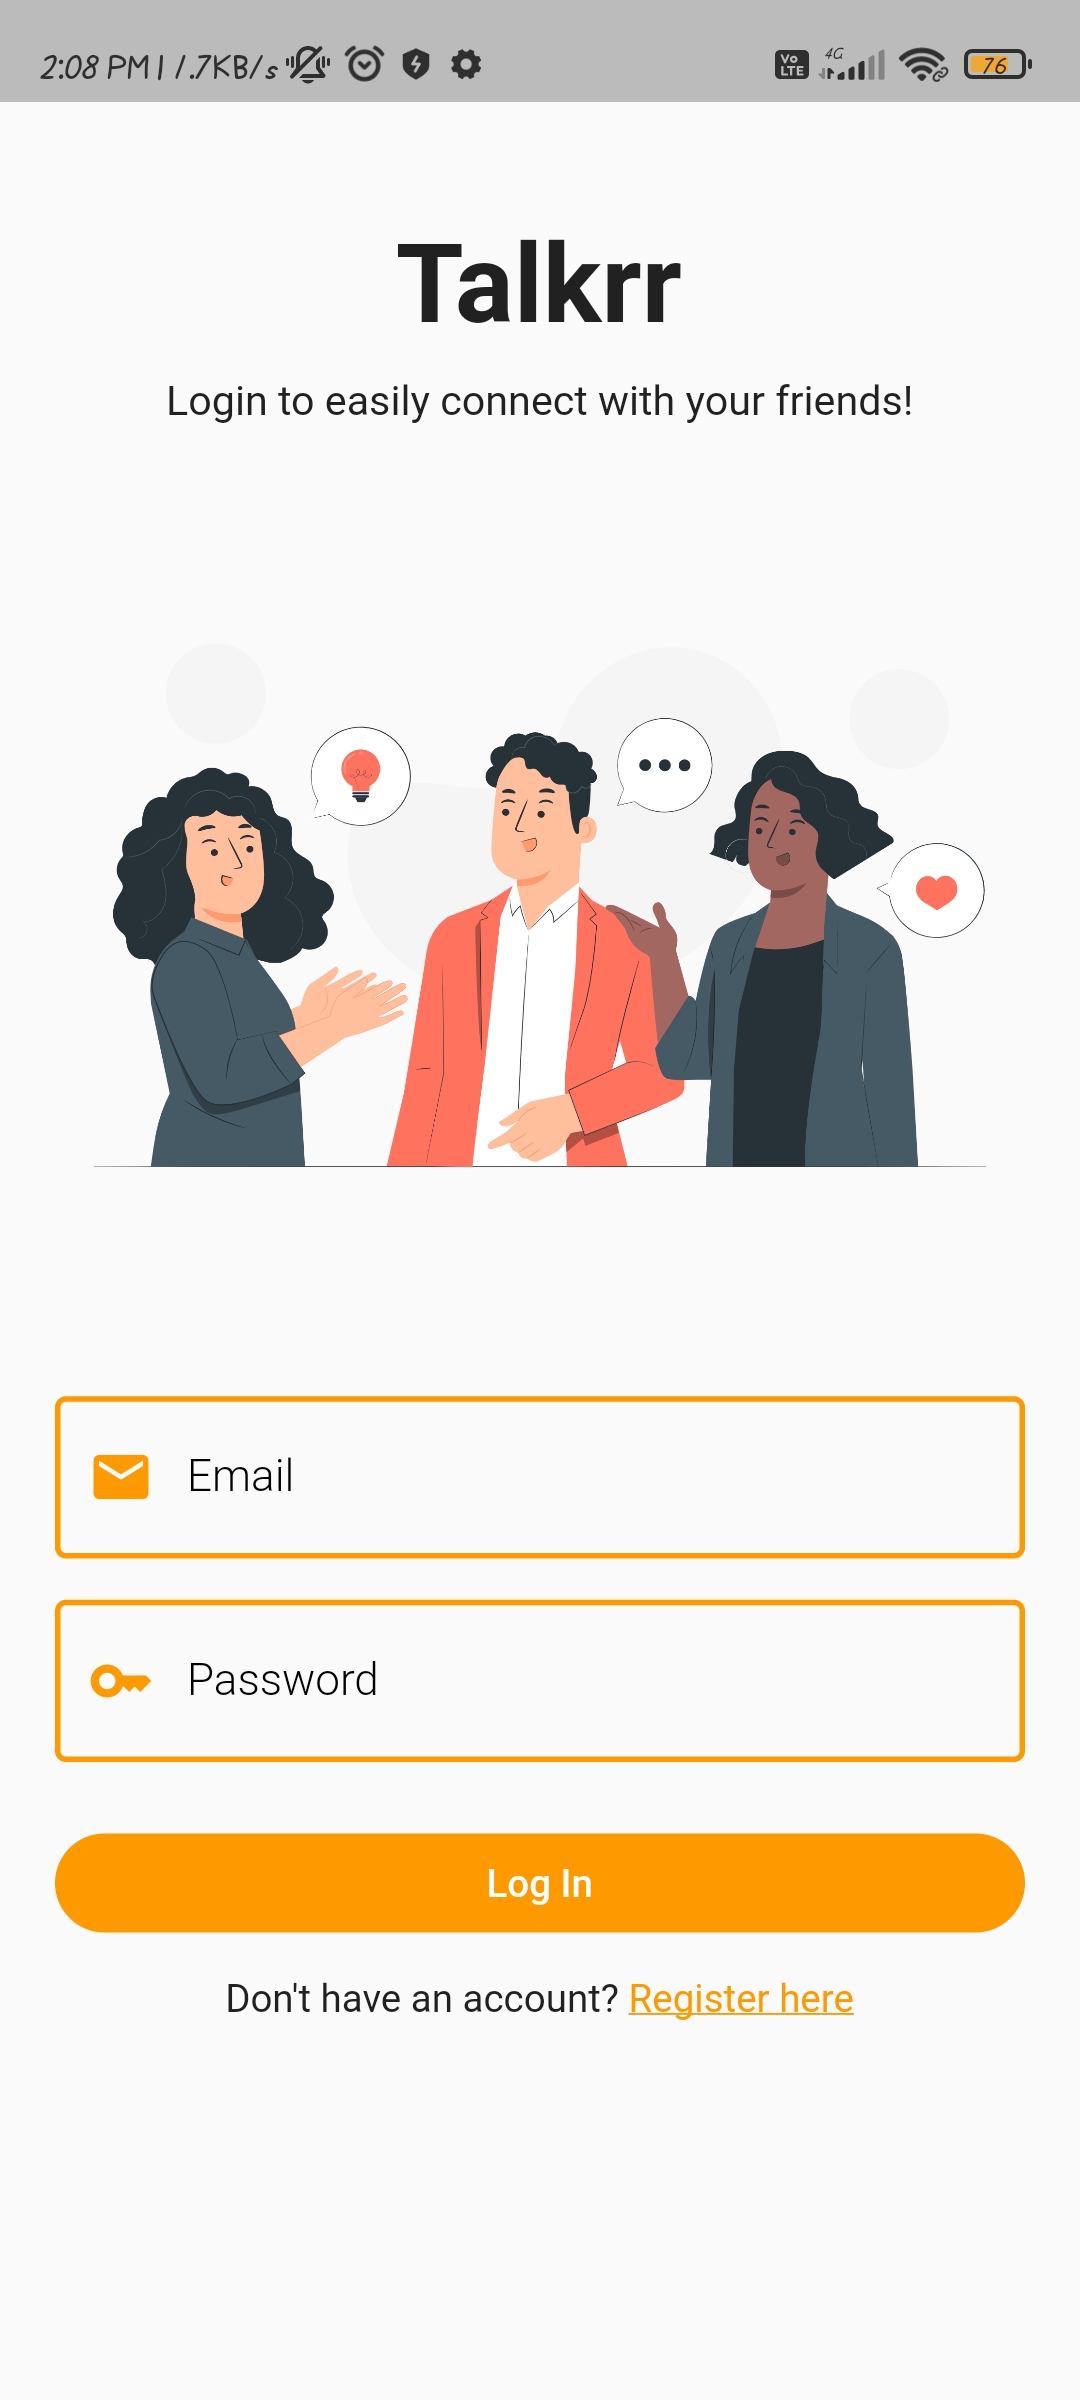 2:08 PM | 1.7KB/s
Vo
LTE
4G
76
Talkrr
Login to easily connect with your friends!
Email
Password
Log In
Don't have an account? Register here